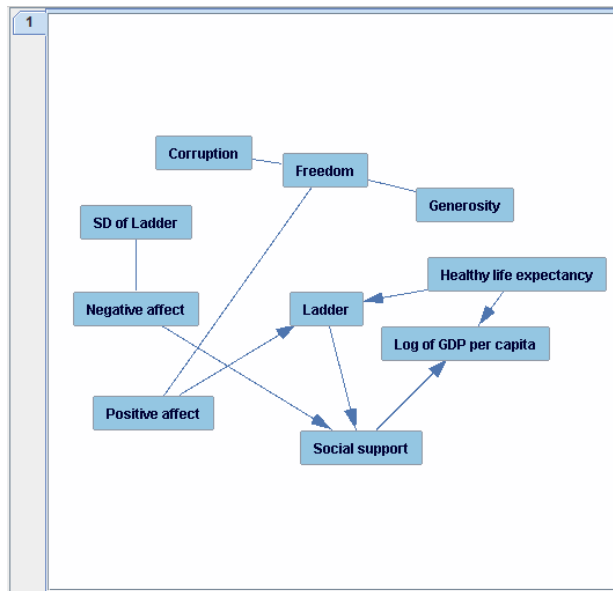 1
Corruption
Freedom
Generosity
SD of Ladder
Healthy life expectancy
Negative affect
Ladder
Log of GDP per capita
Positive affect
Social support